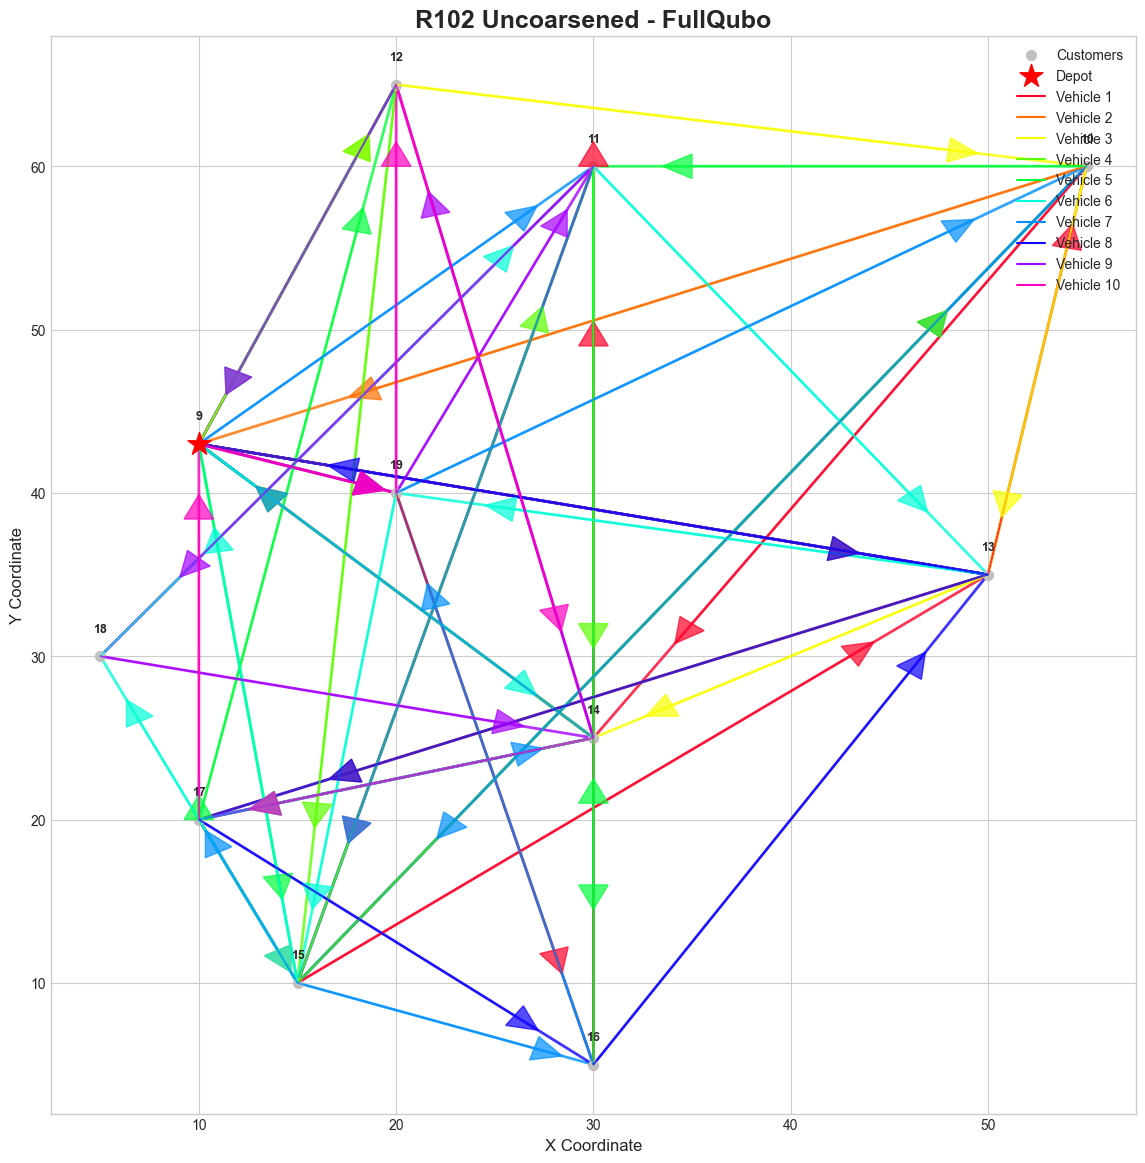 R102 Uncoarsened - FullQubo
12
11
10
9
19
13
18
14
17
15
16
Customers
Depot
Vehicle 1
Vehicle 2
Vehicle 3
Vehicle 4
Vehicle 5
Vehicle 6
Vehicle 7
Vehicle 8
Vehicle 9
Vehicle 10
Y Coordinate
60
50
40
30
20
10
10
20
30
40
50
X Coordinate